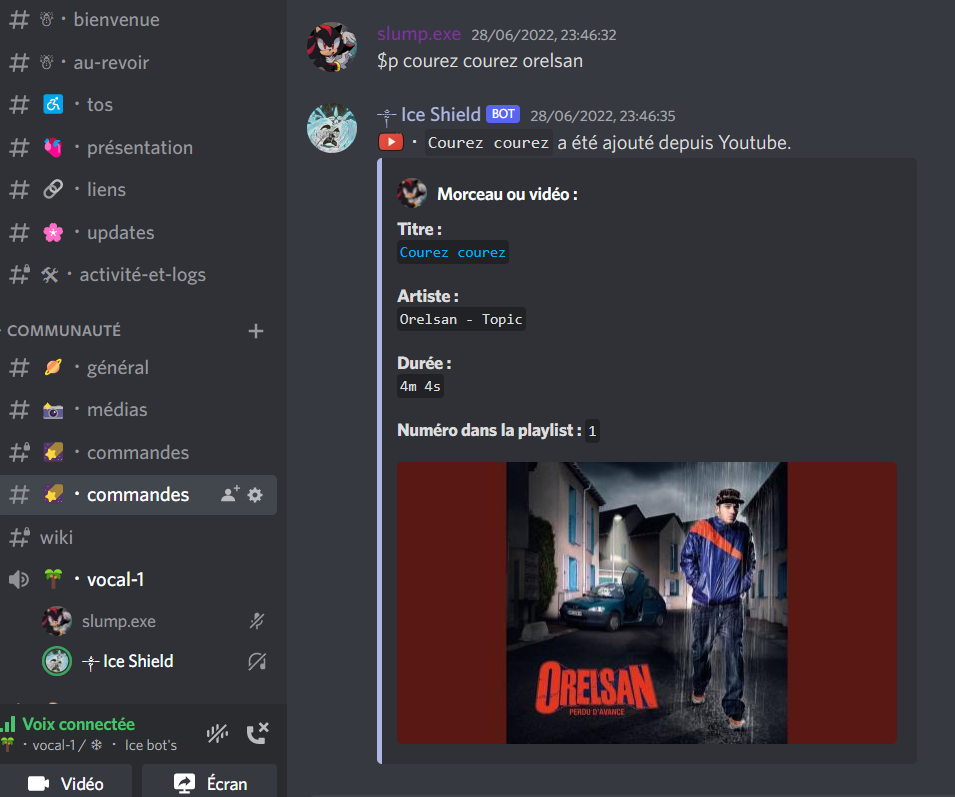 bienvenue
au-revoir
tos
présentation
liens
updates
activité-et-logs
COMMUNAUTÉ
général
médias
commandes
commandes
wiki
vocal-1
slump.exe
Ice Shield
Voix connectée
vocal-1 / ❄ · Ice bot's
Vidéo
Écran
slump.exe 28/06/2022, 23:46:32
$p courez courez orelsan
Ice Shield BOT 28/06/2022, 23:46:35
· Courez courez a été ajouté depuis Youtube.
Morceau ou vidéo :
Titre :
Courez courez
Artiste :
Orelsan - Topic
Durée :
4m 4s
Numéro dans la playlist : 1
ORELSAN
PERDU D'AVANCE